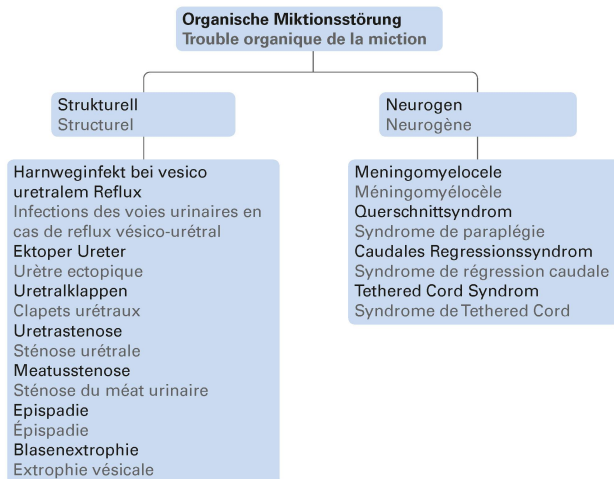 Organische Miktionsstörung
Trouble organique de la miction
Strukturell
Structurel
Neurogen
Neurogène
Harnweginfekt bei vesico
uretralem Reflux
Infections des voies urinaires en
cas de reflux vésico-urétral
Ektoper Ureter
Urètre ectopique
Uretralklappen
Clapets urétraux
Uretrastenose
Sténose urétrale
Meatusstenose
Sténose du méat urinaire
Epispadie
Épispadie
Blasenextrophie
Extrophie vésicale
Meningomyelocele
Méningomyélocèle
Querschnittsyndrom
Syndrome de paraplégie
Caudales Regressionssyndrom
Syndrome de régression caudale
Tethered Cord Syndrom
Syndrome de Tethered Cord